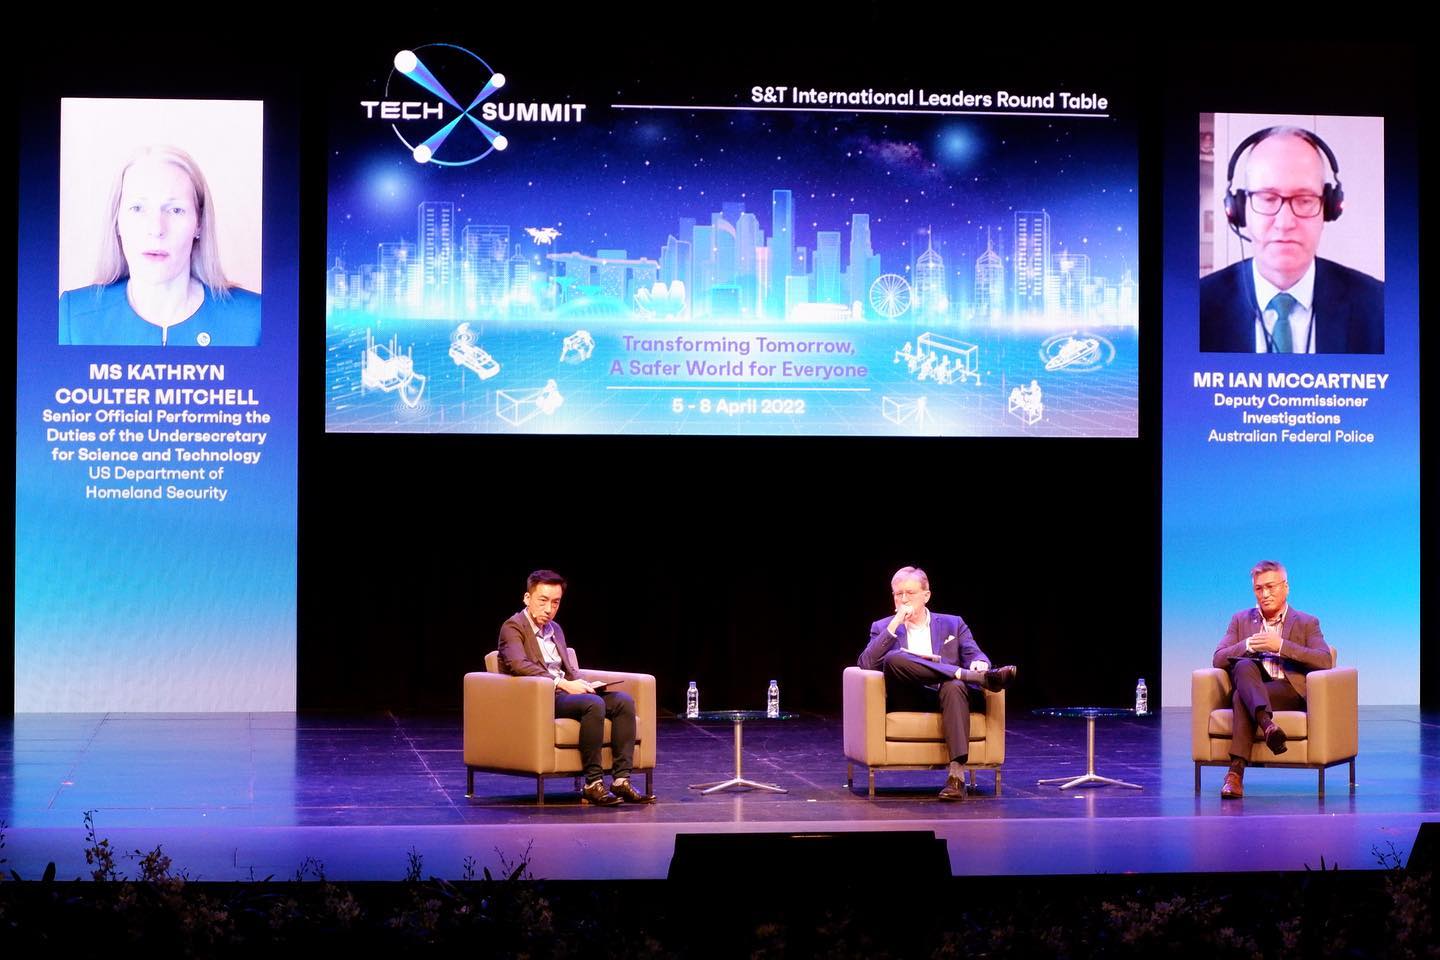 TECH SUMMIT
S&T International Leaders Round Table
Transforming Tomorrow,
A Safer World for Everyone
5 - 8 April 2022
MS KATHRYN
COULTER MITCHELL
Senior Official Performing the
Duties of the Undersecretary
for Science and Technology
US Department of
Homeland Security
MR IAN MCCARTNEY
Deputy Commissioner
Investigations
Australian Federal Police